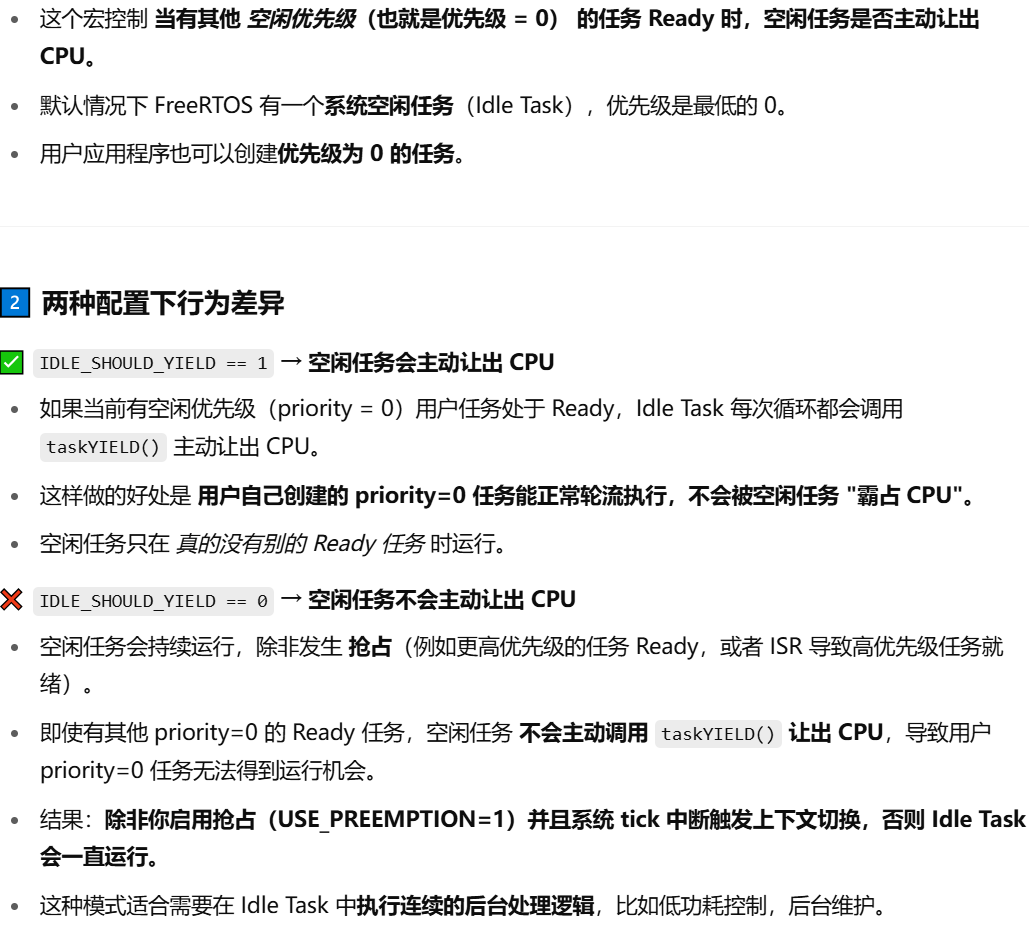 这个宏控制 当有其他 空闲优先级（也就是优先级 = 0） 的任务 Ready 时，空闲任务是否主动让出
CPU。
默认情况下 FreeRTOS 有一个系统空闲任务（Idle Task），优先级是最低的 0。
用户应用程序也可以创建优先级为 0 的任务。
2 两种配置下行为差异
IDLE_SHOULD_YIELD == 1 → 空闲任务会主动让出 CPU
如果当前有空闲优先级（priority = 0）用户任务处于 Ready，Idle Task 每次循环都会调用
taskYIELD() 主动让出 CPU。
这样做的好处是 用户自己创建的 priority=0 任务能正常轮流执行，不会被空闲任务 "霸占 CPU"。
空闲任务只在 真的没有别的 Ready 任务 时运行。
IDLE_SHOULD_YIELD == 0 → 空闲任务不会主动让出 CPU
空闲任务会持续运行，除非发生 抢占（例如更高优先级的任务 Ready，或者 ISR 导致高优先级任务就
绪）。
即使有其他 priority=0 的 Ready 任务，空闲任务 不会主动调用 taskYIELD() 让出 CPU，导致用户
priority=0 任务无法得到运行机会。
结果：除非你启用抢占（USE_PREEMPTION=1）并且系统 tick 中断触发上下文切换，否则 Idle Task
会一直运行。
这种模式适合需要在 Idle Task 中执行连续的后台处理逻辑，比如低功耗控制，后台维护。